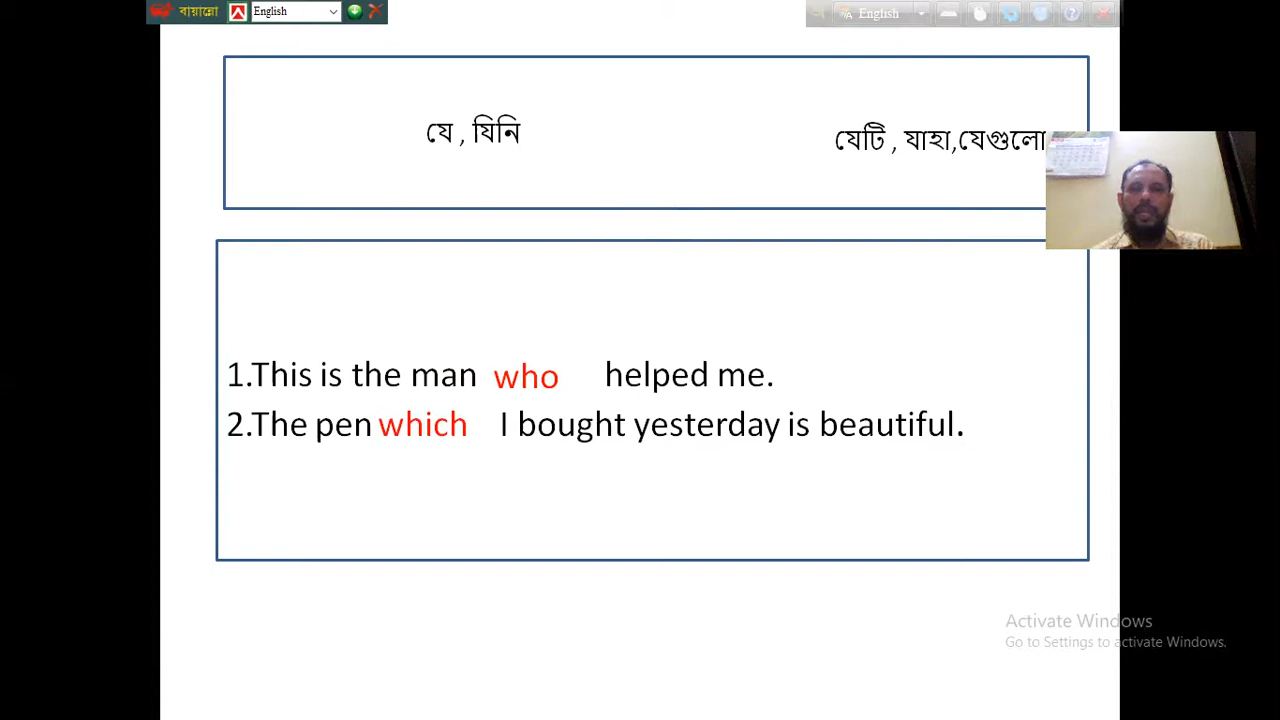 বায়ান্নো English English
যে , যিনি যেটি , যাহা,যেগুলো
1.This is the man who helped me.
2.The pen which I bought yesterday is beautiful.
Activate Windows
Go to Settings to activate Windows.